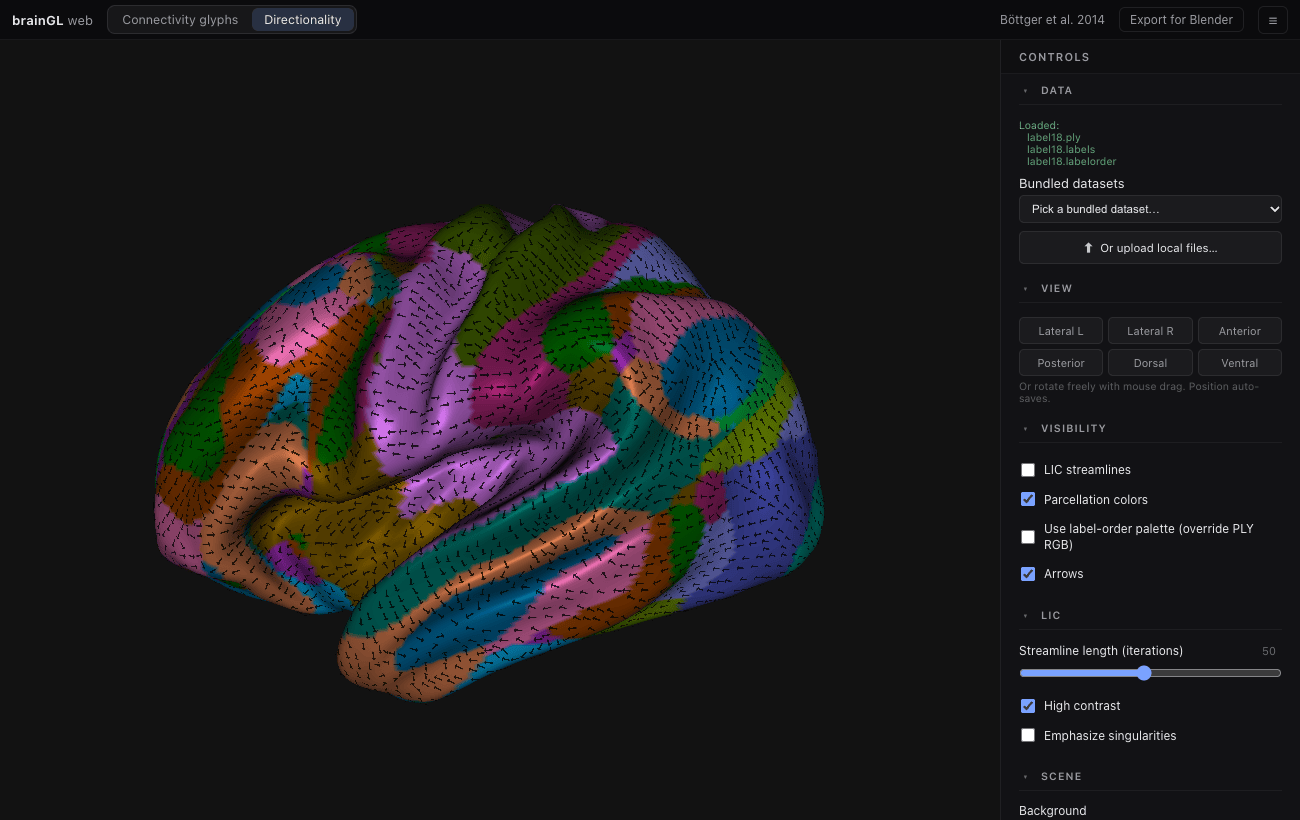 brainGL web
Connectivity glyphs
Directionality
Böttger et al. 2014
Export for Blender
≡
CONTROLS
DATA
Loaded:
label18.ply
label18.labels
label18.labelorder
Bundled datasets
Pick a bundled dataset...
⬆ Or upload local files...
VIEW
Lateral L
Lateral R
Anterior
Posterior
Dorsal
Ventral
Or rotate freely with mouse drag. Position auto-
saves.
VISIBILITY
LIC streamlines
Parcellation colors
Use label-order palette (override PLY
RGB)
Arrows
LIC
Streamline length (iterations) 50
High contrast
Emphasize singularities
SCENE
Background